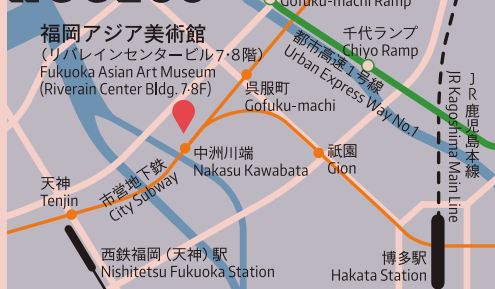 Gofuku-machi Ramp
福岡アジア美術館
（リバレインセンタービル7･8階）
Fukuoka Asian Art Museum
(Riverain Center Bldg. 7-8F)
千代ランプ
Chiyo Ramp
都市高速1号線
Urban Express Way No.1
呉服町
Gofuku-machi
JR鹿児島本線
JR Kagoshima Main Line
中洲川端
Nakasu Kawabata
祇園
Gion
市営地下鉄
City Subway
天神
Tenjin
西鉄福岡（天神）駅
Nishitetsu Fukuoka Station
博多駅
Hakata Station